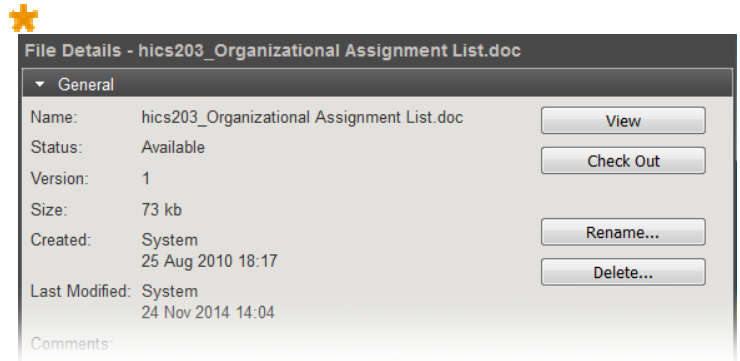 File Details - hics203_Organizational Assignment List.doc
General
Name: hics203_Organizational Assignment List.doc View
Status: Available Check Out
Version: 1
Size: 73 kb
Rename...
Created: System
25 Aug 2010 18:17 Delete...
Last Modified: System
24 Nov 2014 14:04
Comments: